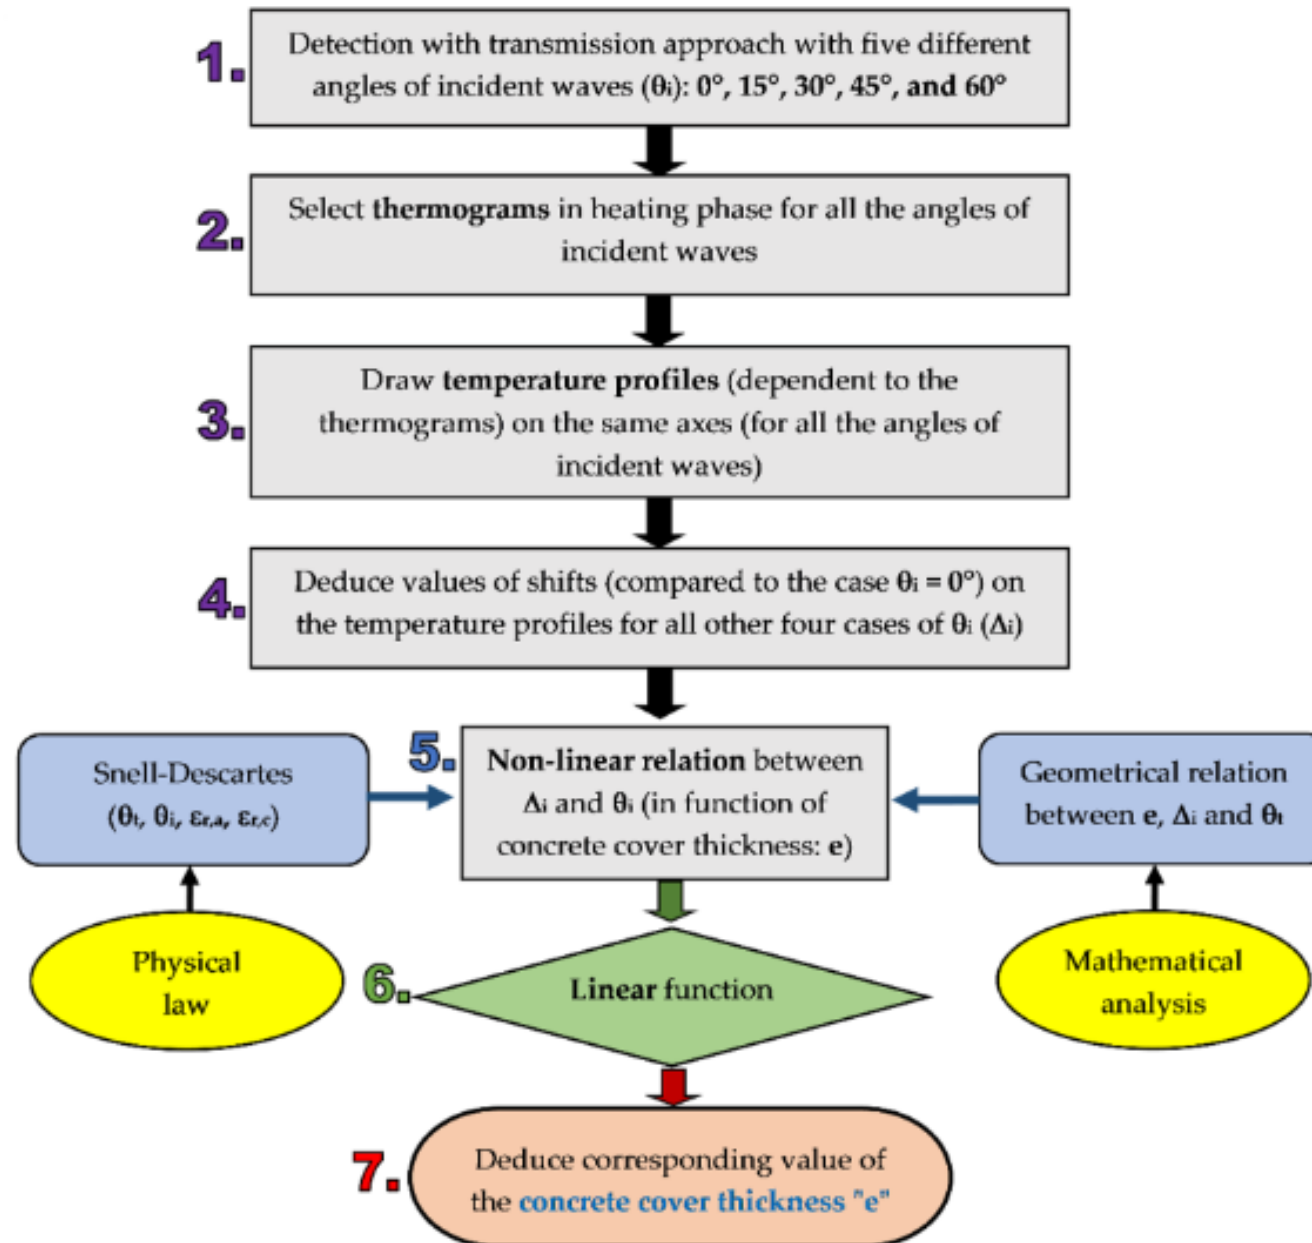 1.
Detection with transmission approach with five different
angles of incident waves (θi): 0°, 15°, 30°, 45°, and 60°
2.
Select thermograms in heating phase for all the angles of
incident waves
3.
Draw temperature profiles (dependent to the
thermograms) on the same axes (for all the angles of
incident waves)
4.
Deduce values of shifts (compared to the case θi = 0°) on
the temperature profiles for all other four cases of θi (Δi)
Snell-Descartes
(θt, θi, εr,a, εr,c)
Physical
law
5.
Non-linear relation between
Δi and θi (in function of
concrete cover thickness: e)
Geometrical relation
between e, Δi and θt
Mathematical
analysis
6.
Linear function
7.
Deduce corresponding value of
the concrete cover thickness "e"